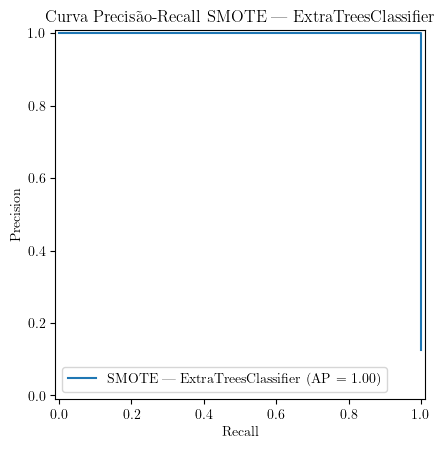 Curva Precisão-Recall SMOTE — ExtraTreesClassifier
1.0
0.8
0.6
0.4
0.2
0.0
Precision
SMOTE — ExtraTreesClassifier (AP = 1.00)
0.0 0.2 0.4 0.6 0.8 1.0
Recall